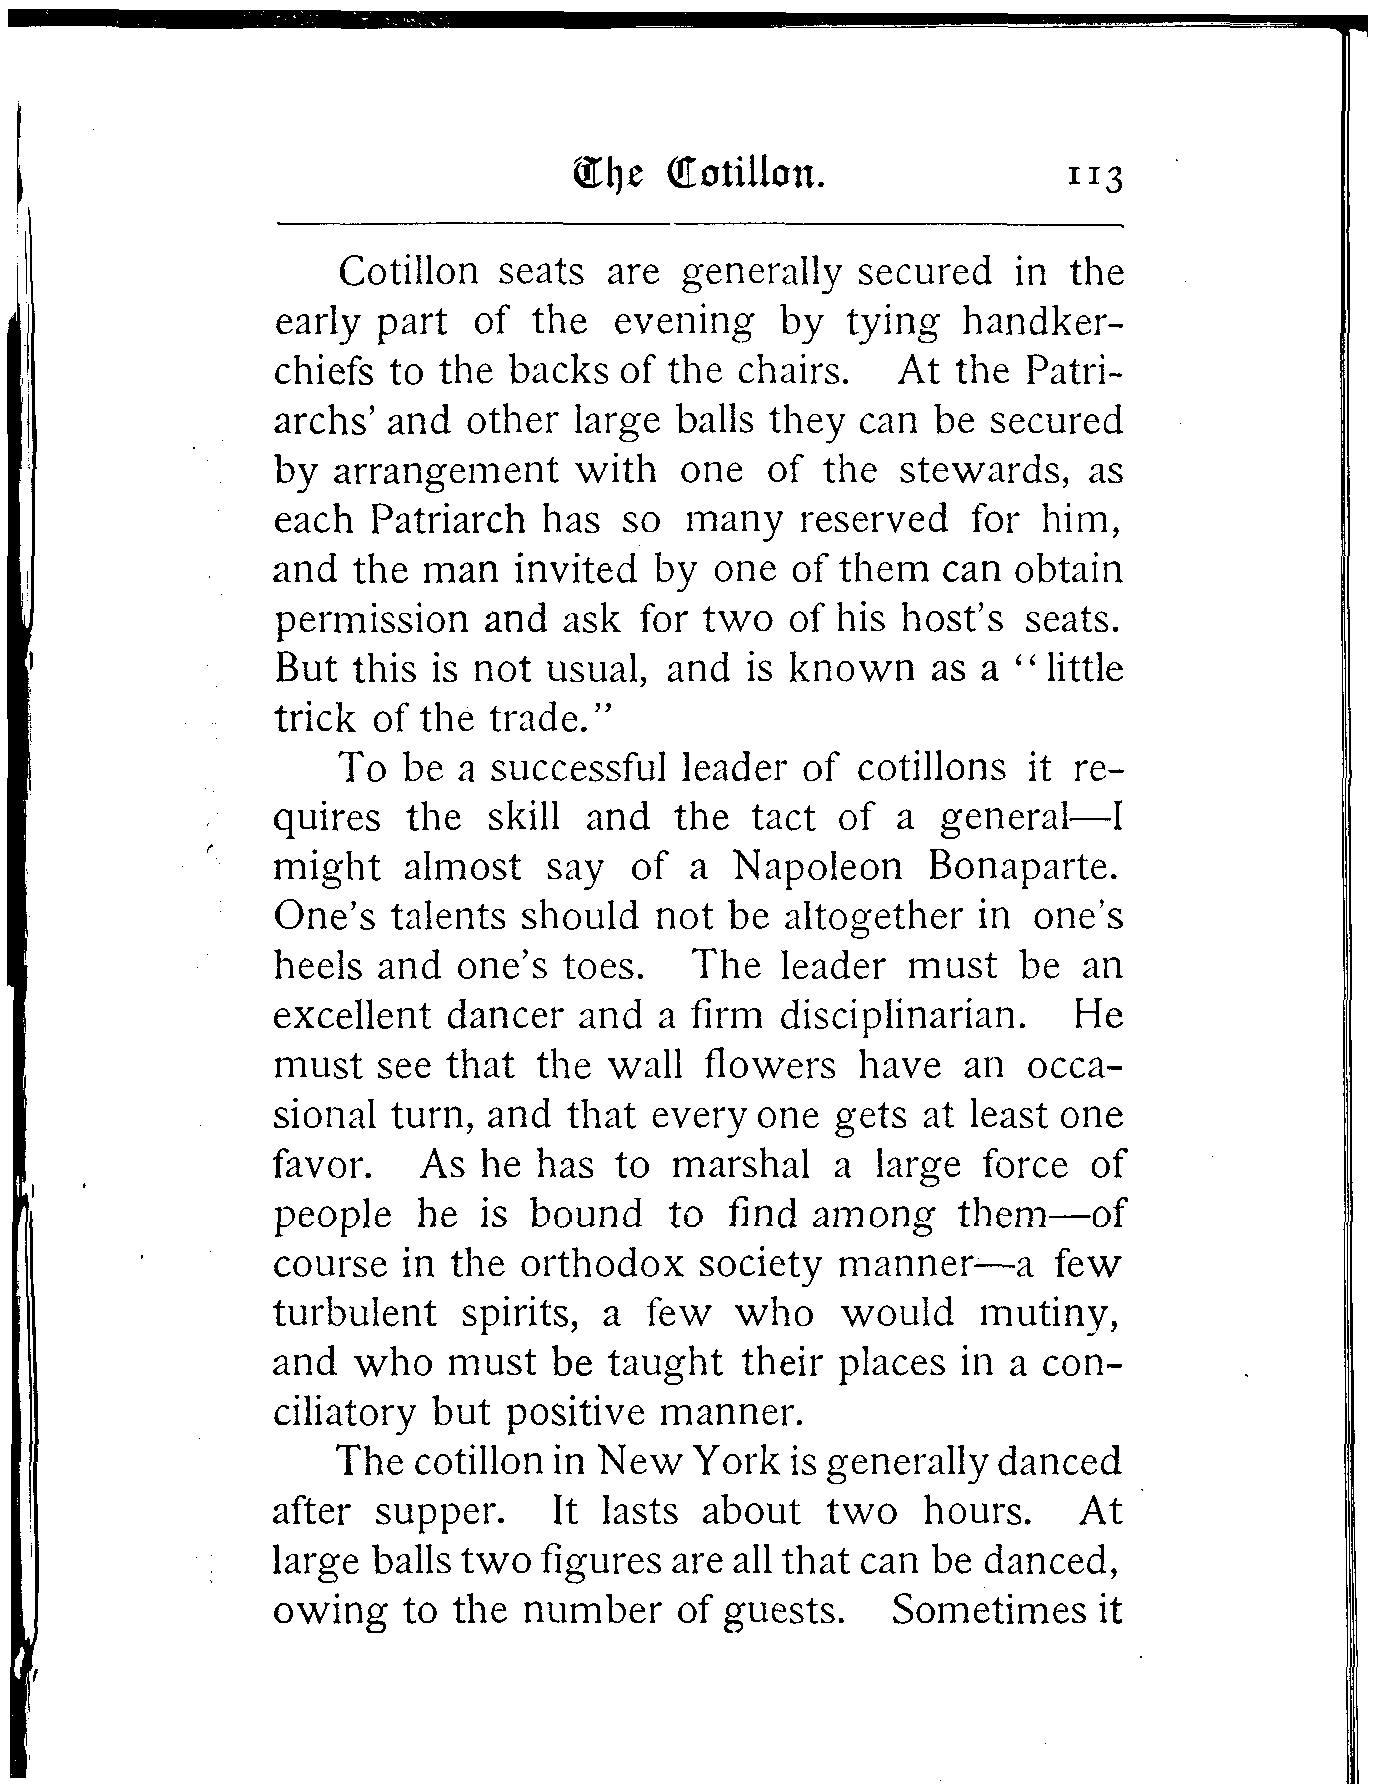 The Cotillon. 113
Cotillon seats are generally secured in the
early part of the evening by tying handker-
chiefs to the backs of the chairs. At the Patri-
archs' and other large balls they can be secured
by arrangement with one of the stewards, as
each Patriarch has so many reserved for him,
and the man invited by one of them can obtain
permission and ask for two of his host's seats.
But this is not usual, and is known as a “little
trick of the trade.”
To be a successful leader of cotillons it re-
quires the skill and the tact of a general—I
might almost say of a Napoleon Bonaparte.
One's talents should not be altogether in one's
heels and one's toes. The leader must be an
excellent dancer and a firm disciplinarian. He
must see that the wall flowers have an occa-
sional turn, and that every one gets at least one
favor. As he has to marshal a large force of
people he is bound to find among them—of
course in the orthodox society manner—a few
turbulent spirits, a few who would mutiny,
and who must be taught their places in a con-
ciliatory but positive manner.
The cotillon in New York is generally danced
after supper. It lasts about two hours. At
large balls two figures are all that can be danced,
owing to the number of guests. Sometimes it